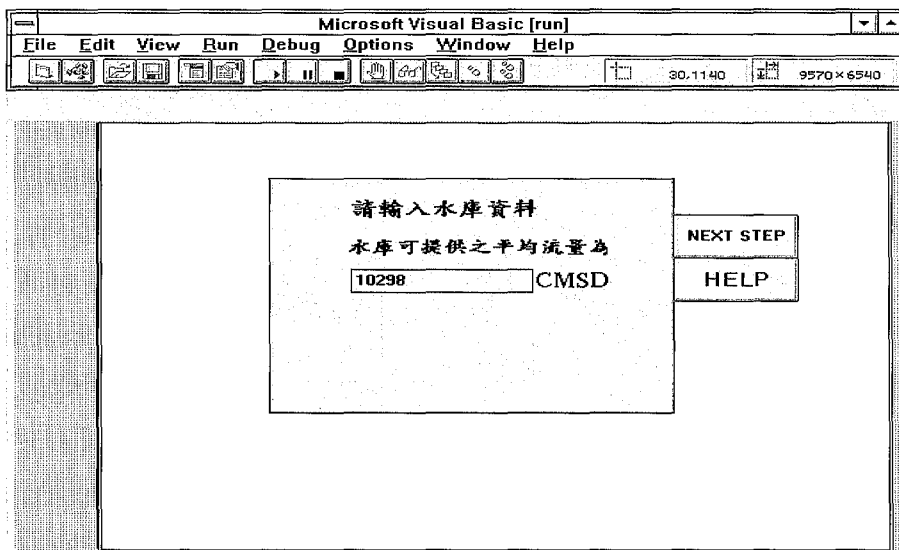 Microsoft Visual Basic [run]
File Edit View Run Debug Options Window Help
30,1140 9570×6540
請輸入水庫資料
水庫可提供之平均流量為
NEXT STEP
10298 CMSD
HELP